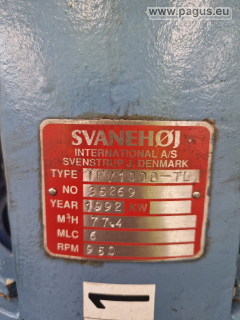 www.pagus.eu
SVANEHØJ
INTERNATIONAL A/S
SVENSTRUP J. DENMARK
TYPE
NO 35269
YEAR 1992 KW
M³H 77.4
MLC 6
RPM 950
1